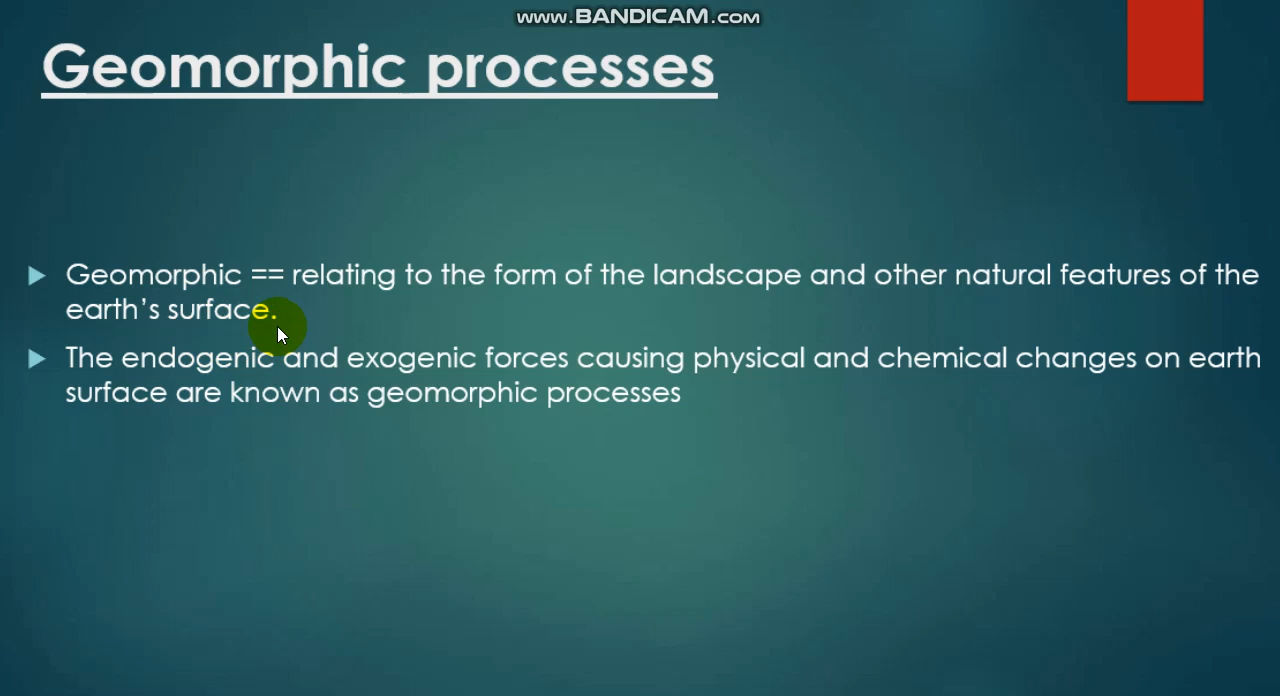 www.BANDICAM.com
Geomorphic processes
Geomorphic == relating to the form of the landscape and other natural features of the
earth’s surface.
The endogenic and exogenic forces causing physical and chemical changes on earth
surface are known as geomorphic processes